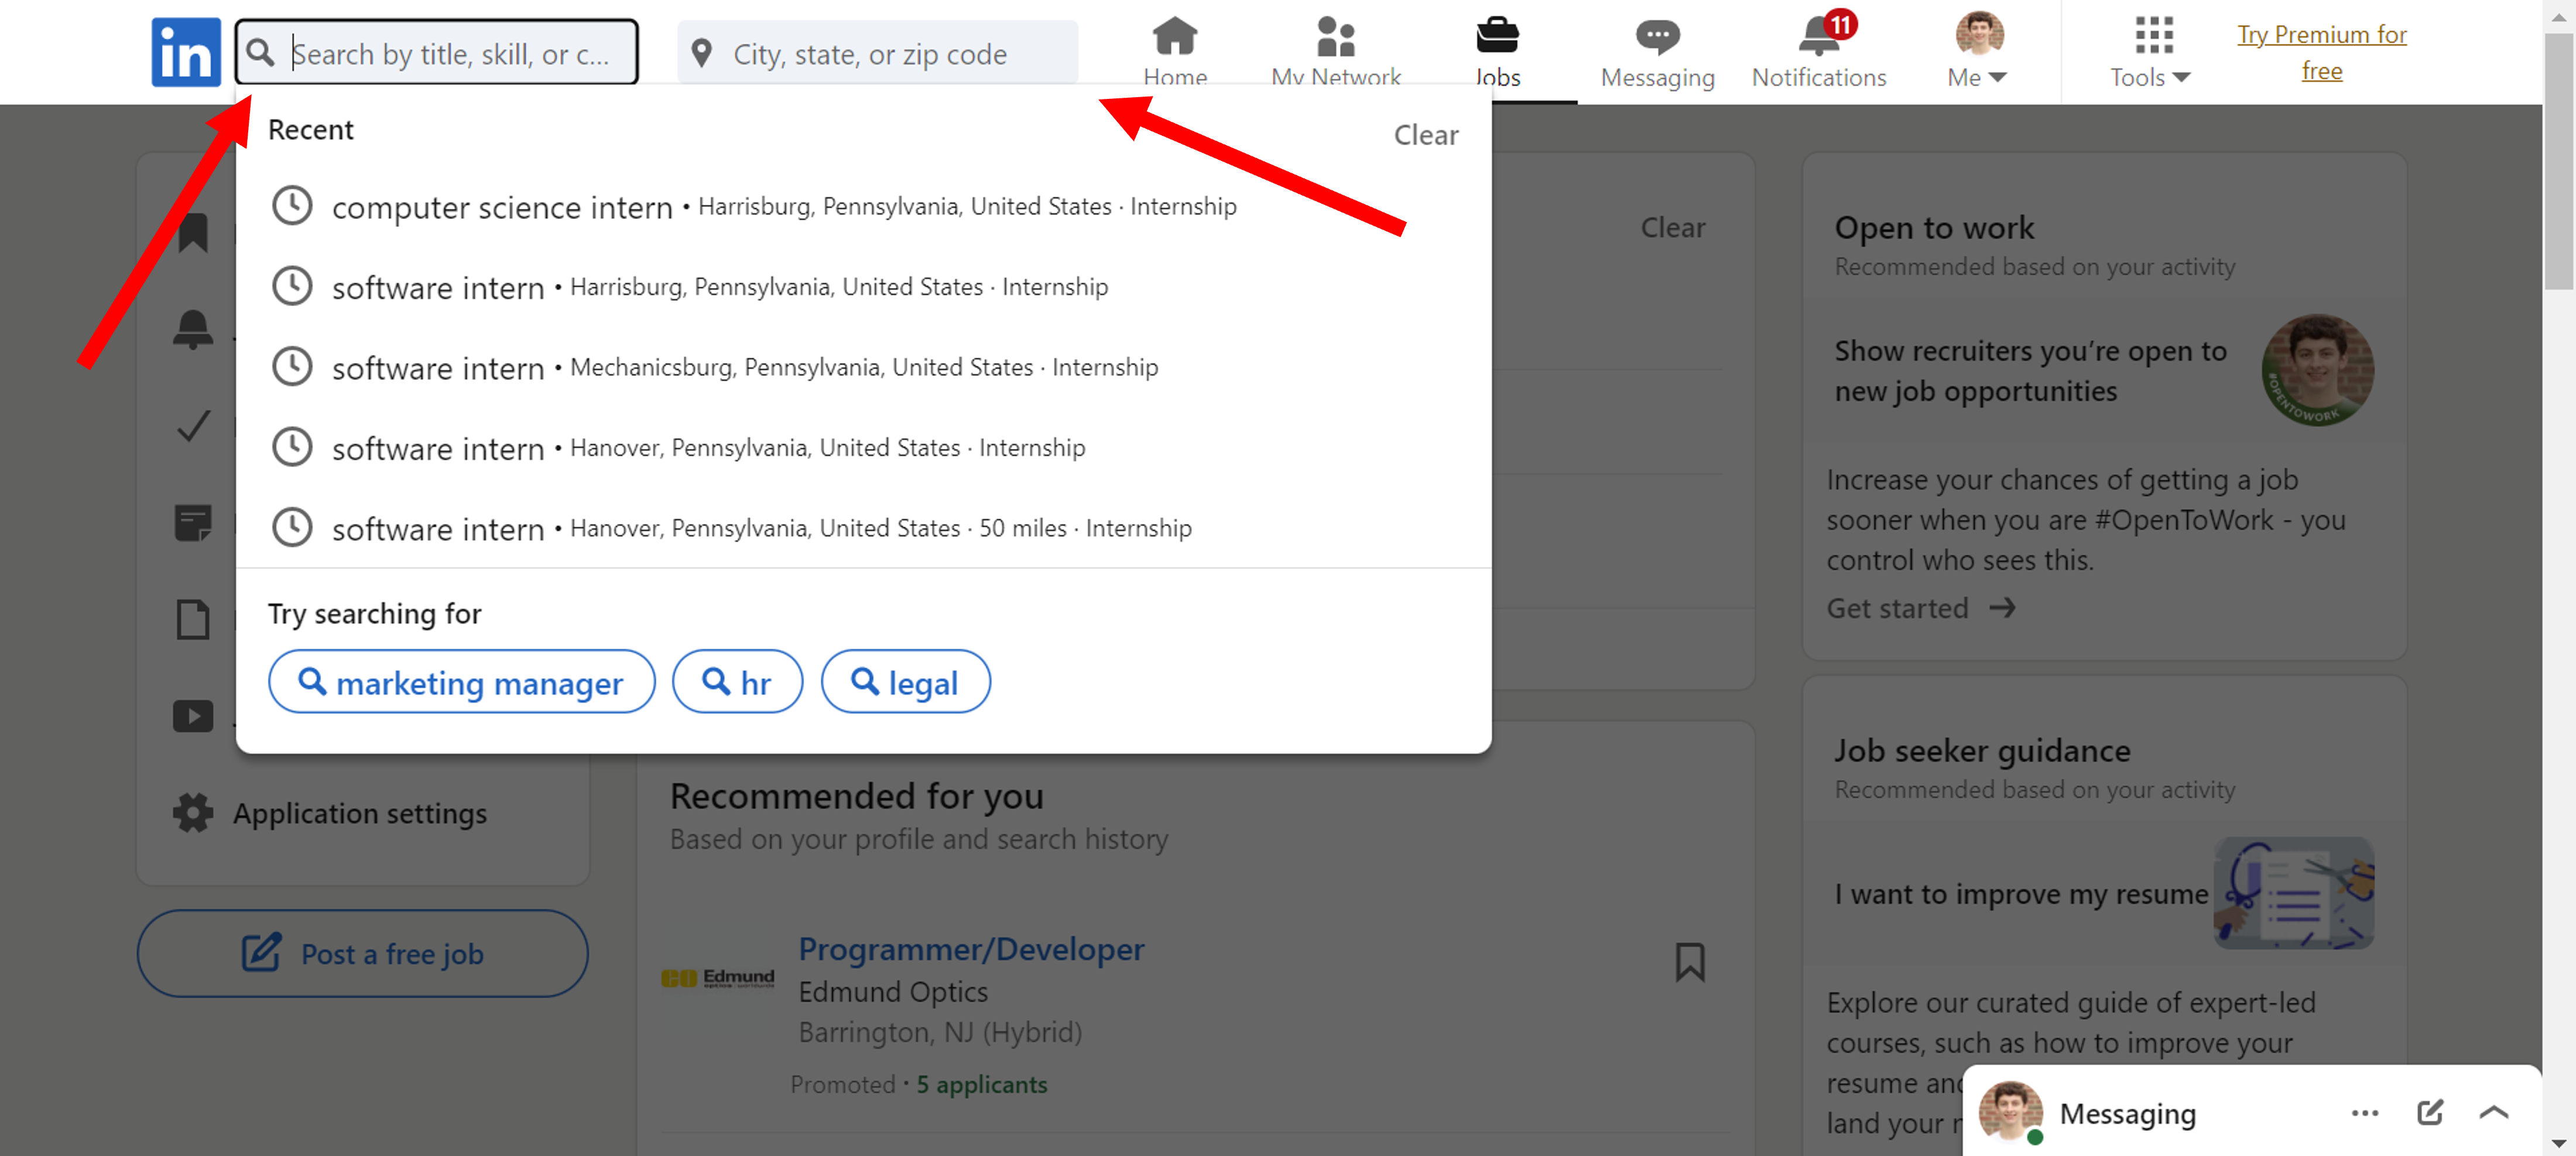 in
Search by title, skill, or c...
City, state, or zip code
Home
My Network
Jobs
Messaging
11
Notifications
Me
Tools
Try Premium for
free
Recent
Clear
computer science intern • Harrisburg, Pennsylvania, United States · Internship
software intern • Harrisburg, Pennsylvania, United States · Internship
software intern • Mechanicsburg, Pennsylvania, United States · Internship
software intern • Hanover, Pennsylvania, United States · Internship
software intern • Hanover, Pennsylvania, United States · 50 miles · Internship
Try searching for
marketing manager
hr
legal
Clear
Application settings
Post a free job
Recommended for you
Based on your profile and search history
Edmund
Programmer/Developer
Edmund Optics
Barrington, NJ (Hybrid)
Promoted • 5 applicants
Open to work
Recommended based on your activity
Show recruiters you’re open to
new job opportunities
#OPENTOWORK
Increase your chances of getting a job
sooner when you are #OpenToWork - you
control who sees this.
Get started
Job seeker guidance
Recommended based on your activity
I want to improve my resume
Explore our curated guide of expert-led
courses, such as how to improve your
resume
land your
Messaging